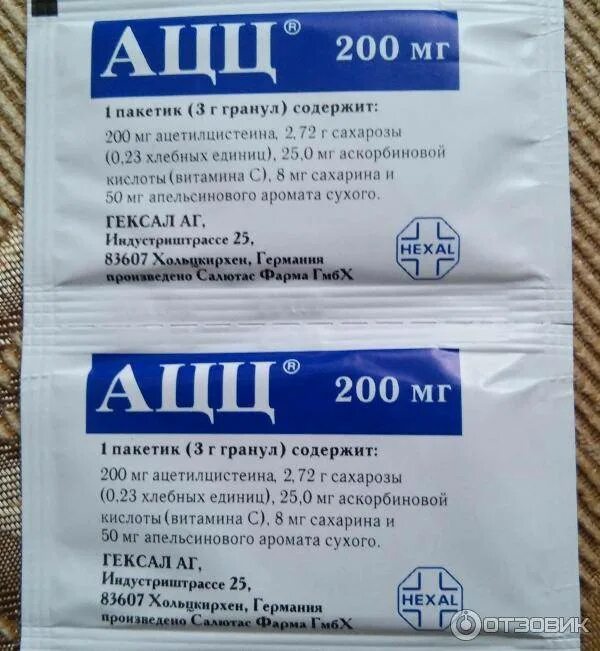 АЦЦ® 200 мг
1 пакетик (3 г гранул) содержит:
200 мг ацетилцистеина, 2,72 г сахарозы
(0,23 хлебных единиц), 25,0 мг аскорбиновой
кислоты (витамина С), 8 мг сахарина и
50 мг апельсинового аромата сухого.
ГЕКСАЛ АГ,
Индустриштрассе 25,
83607 Хольцкирхен, Германия
произведено Салютас Фарма ГмбХ
HEXAL
АЦЦ® 200 мг
1 пакетик (3 г гранул) содержит:
200 мг ацетилцистеина, 2,72 г сахарозы
(0,23 хлебных единиц), 25,0 мг аскорбиновой
кислоты (витамина С), 8 мг сахарина и
50 мг апельсинового аромата сухого.
ГЕКСАЛ АГ,
Индустриштрассе 25,
83607 Хольцкирхен, Германия
произведено Салютас Фарма ГмбХ
HEXAL
ОТЗОВИК